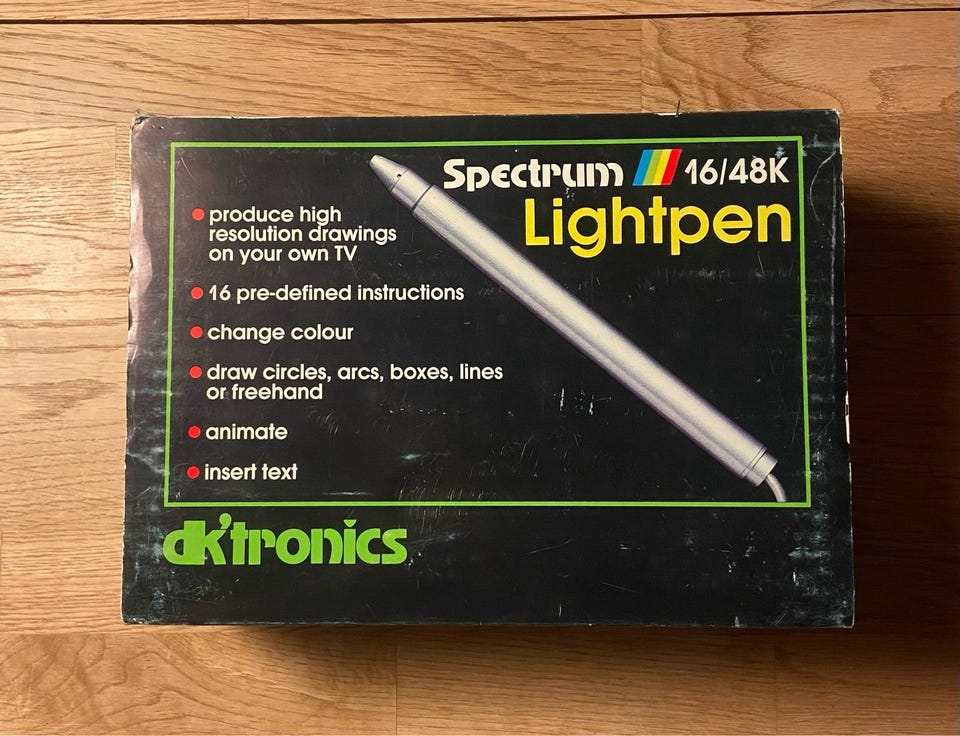 Spectrum 16/48K
Lightpen
produce high
resolution drawings
on your own TV
16 pre-defined instructions
change colour
draw circles, arcs, boxes, lines
or freehand
animate
insert text
dk'tronics